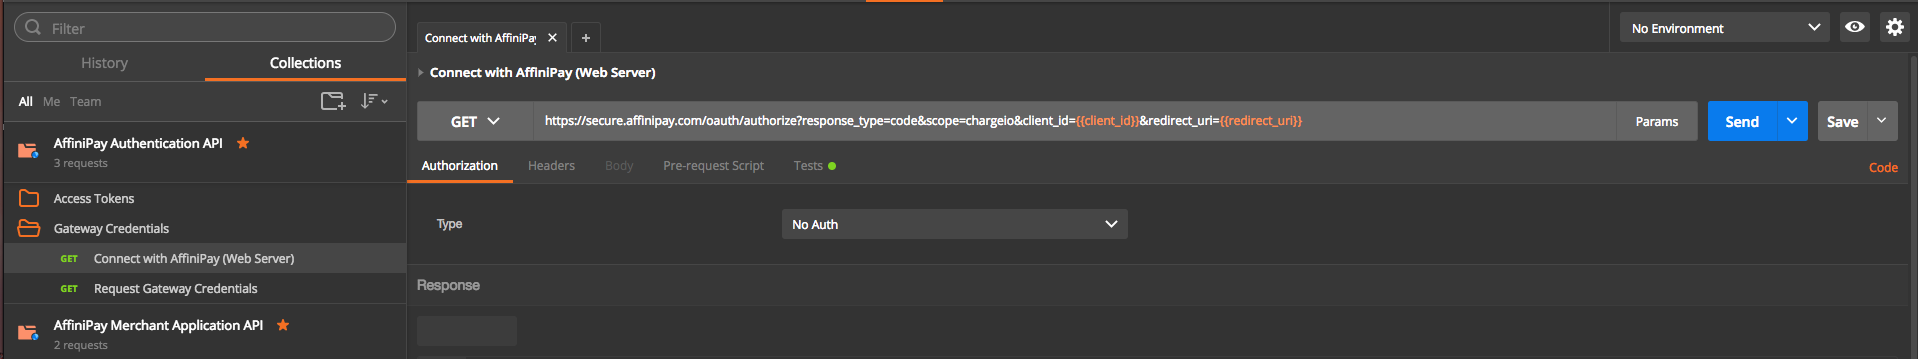 Filter
History
Collections
All Me Team
AffiniPay Authentication API
3 requests
Access Tokens
Gateway Credentials
GET Connect with AffiniPay (Web Server)
GET Request Gateway Credentials
AffiniPay Merchant Application API
2 requests
Connect with AffiniPay
No Environment
Connect with AffiniPay (Web Server)
GET https://secure.affinipay.com/oauth/authorize?response_type=code&scope=chargeio&client_id={{client_id}}&redirect_uri={{redirect_uri}} Params Send Save
Authorization Headers Body Pre-request Script Tests Code
Type No Auth
Response